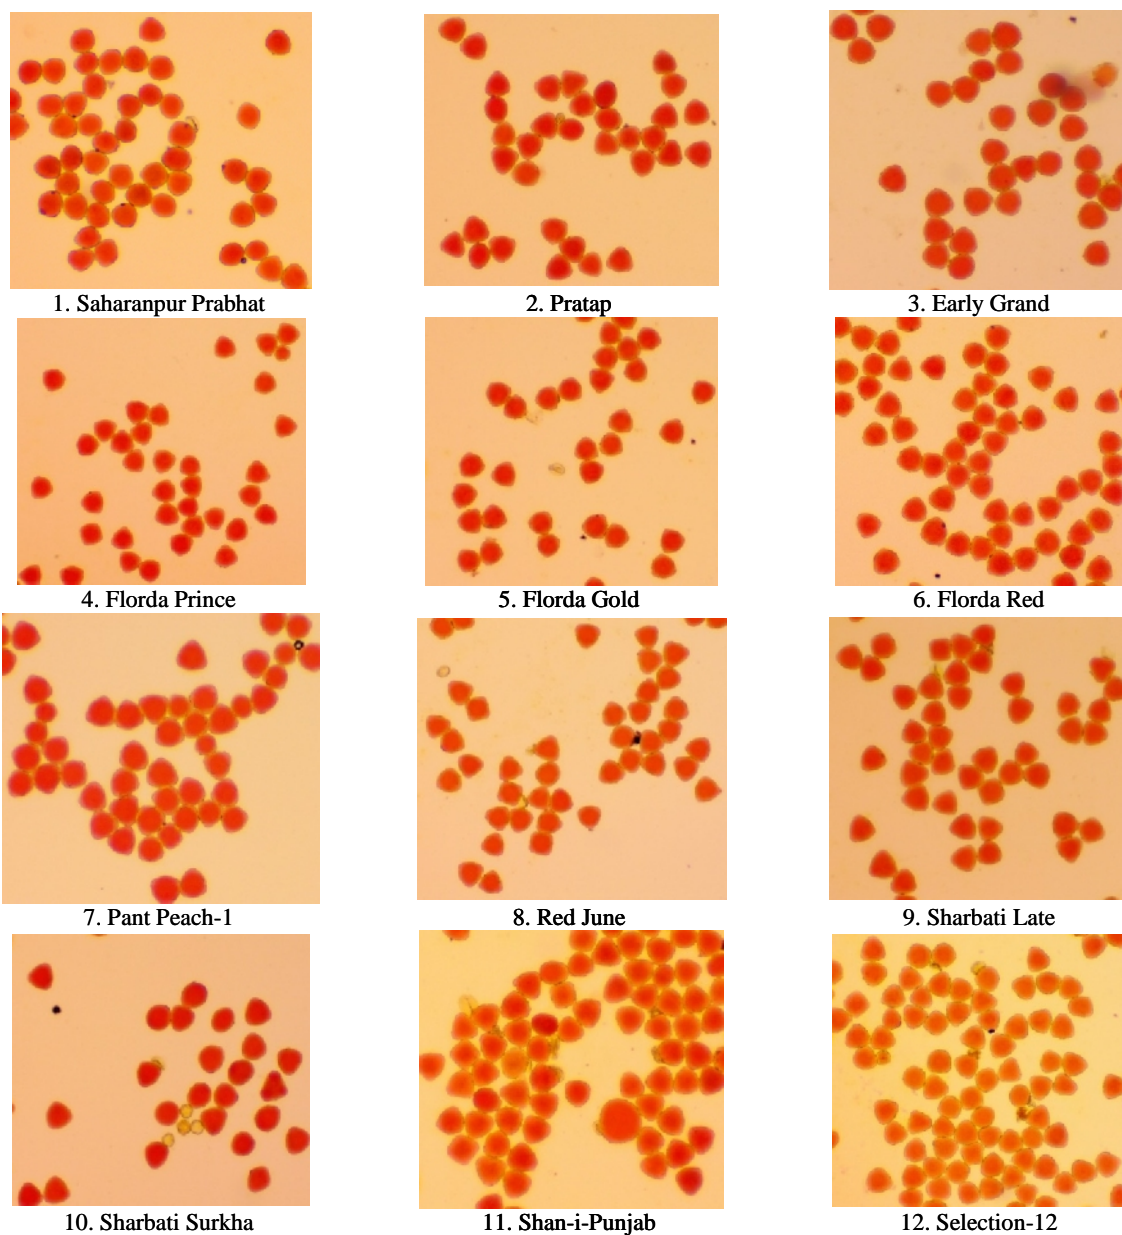 1. Saharanpur Prabhat
2. Pratap
3. Early Grand
4. Florda Prince
5. Florda Gold
6. Florda Red
7. Pant Peach-1
8. Red June
9. Sharbati Late
10. Sharbati Surkha
11. Shan-i-Punjab
12. Selection-12